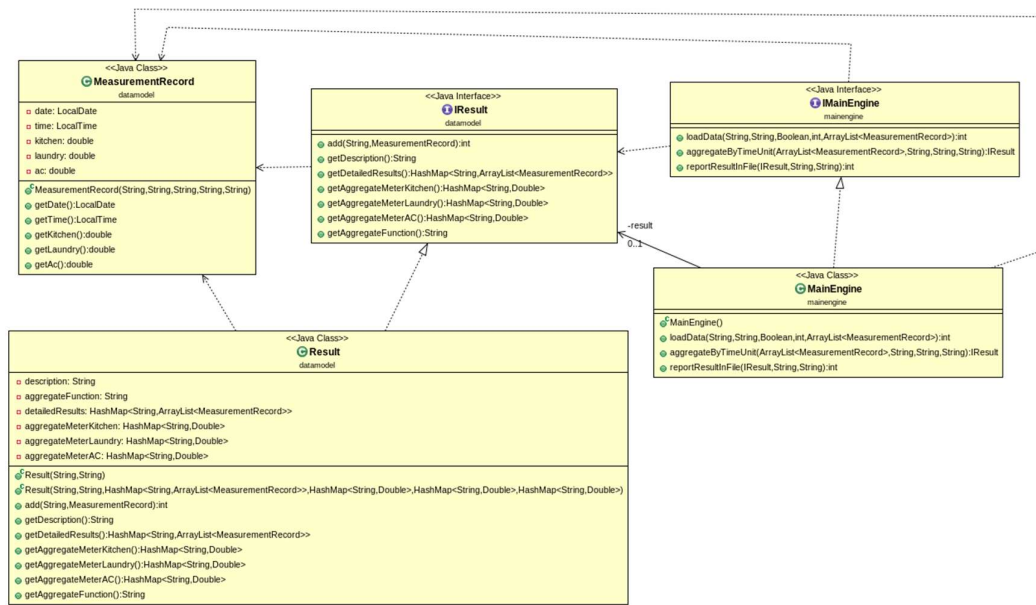 <<Java Class>>
MeasurementRecord
datamodel
date: LocalDate
time: LocalTime
kitchen: double
laundry: double
ac: double
MeasurementRecord(String,String,String,String,String)
getDate():LocalDate
getTime():LocalTime
getKitchen():double
getLaundry():double
getAc():double
<<Java Interface>>
IResult
datamodel
add(String,MeasurementRecord):int
getDescription():String
getDetailedResults():HashMap<String,ArrayList<MeasurementRecord>>
getAggregateMeterKitchen():HashMap<String,Double>
getAggregateMeterLaundry():HashMap<String,Double>
getAggregateMeterAC():HashMap<String,Double>
getAggregateFunction():String
<<Java Interface>>
IMainEngine
mainengine
loadData(String,String,Boolean,int,ArrayList<MeasurementRecord>):int
aggregateByTimeUnit(ArrayList<MeasurementRecord>,String,String,String):IResult
reportResultInFile(IResult,String,String):int
-result
0..1
<<Java Class>>
MainEngine
mainengine
MainEngine()
loadData(String,String,Boolean,int,ArrayList<MeasurementRecord>):int
aggregateByTimeUnit(ArrayList<MeasurementRecord>,String,String,String):IResult
reportResultInFile(IResult,String,String):int
<<Java Class>>
Result
datamodel
description: String
aggregateFunction: String
detailedResults: HashMap<String,ArrayList<MeasurementRecord>>
aggregateMeterKitchen: HashMap<String,Double>
aggregateMeterLaundry: HashMap<String,Double>
aggregateMeterAC: HashMap<String,Double>
Result(String,String)
Result(String,String,HashMap<String,ArrayList<MeasurementRecord>>,HashMap<String,Double>,HashMap<String,Double>,HashMap<String,Double>)
add(String,MeasurementRecord):int
getDescription():String
getDetailedResults():HashMap<String,ArrayList<MeasurementRecord>>
getAggregateMeterKitchen():HashMap<String,Double>
getAggregateMeterLaundry():HashMap<String,Double>
getAggregateMeterAC():HashMap<String,Double>
getAggregateFunction():String